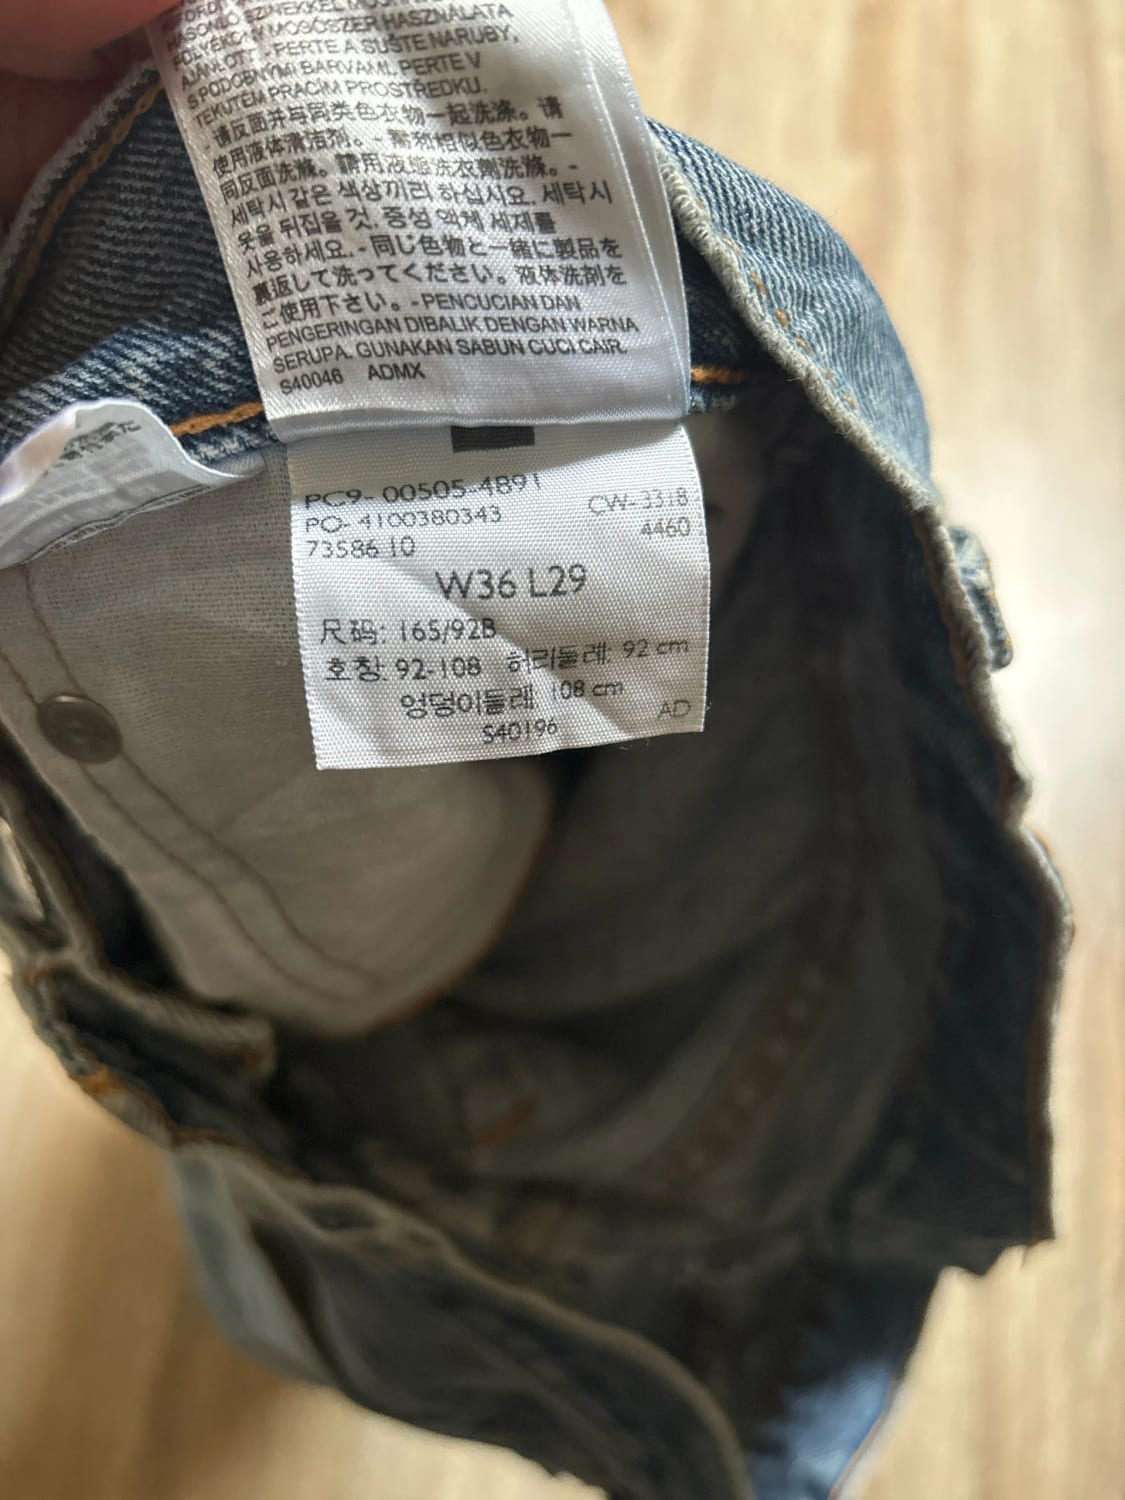 HASONLÓ SZÍNEKKEL
FOLYÉKONY MOSÓSZER HASZNÁLATA
AJÁNLOTT. - PERTE A SUŠTE NARUBY,
S PODOBNÝMI BARVAMI. PERTE V
TEKUTÉM PRACÍM PROSTŘEDKU.
请反面并与同类色衣物一起洗涤。请
使用液体清洁剂。- 和相似色衣物一
同反面洗滌。請用液態洗衣劑洗滌。-
세탁시 같은 색상끼리 하십시요. 세탁시
옷을 뒤집을 것. 중성 액체 세제를
사용하세요. - 同じ色物と一緒に製品を
裏返して洗ってください。液体洗剤を
ご使用下さい。- PENCUCIAN DAN
PENGERINGAN DIBALIK DENGAN WARNA
SERUPA. GUNAKAN SABUN CUCI CAIR.
S40046 ADMX
PC9- 00505-4891
PO- 4100380343 CW- 3318
73586 10 4460
W36 L29
尺码: 165/92B
호칭: 92-108 허리둘레: 92 cm
엉덩이둘레: 108 cm
AD
S40196